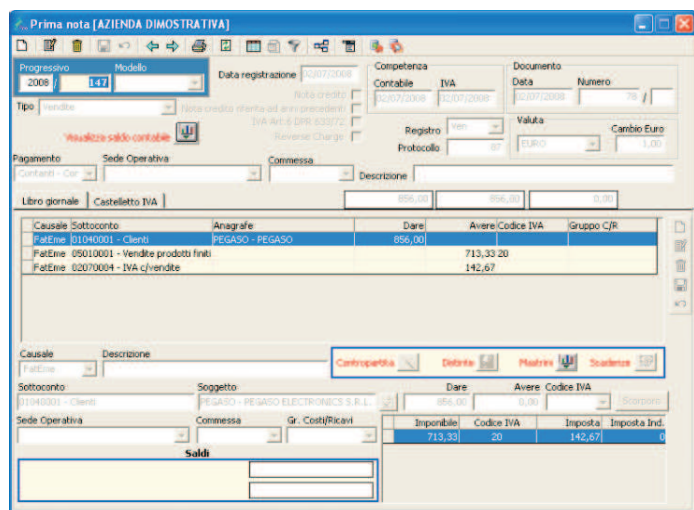 Prima nota [AZIENDA DIMOSTRATIVA]
Progressivo Modello
2008 / 147
Data registrazione 02/07/2008
Competenza
Contabile IVA
02/07/2008 02/07/2008
Documento
Data Numero
02/07/2008 78 /
Tipo Vendite
Nota credito
Nota credito riferita ad anni precedenti
IVA Art.6 DPR 633/72
Reverse Charge
Visualizza saldo contabile
Registro Ven
Protocollo 67
Valuta
EURO
Cambio Euro
1,00
Pagamento Sede Operativa Commessa
Contanti - Cor
Descrizione
Libro giornale Castelletto IVA
856,00 856,00 0,00
Causale Sottoconto Anagrafe Dare Avere Codice IVA Gruppo C/R
FatEme 01040001 - Clienti PEGASO - PEGASO 856,00
FatEme 05010001 - Vendite prodotti finiti 713,33 20
FatEme 02070004 - IVA c/vendite 142,67
Causale Descrizione
FatEme
Contropartita Distinte Mastrini Scadenze
Sottoconto Soggetto Dare Avere Codice IVA
01040001 - Clienti PEGASO - PEGASO ELECTRONICS S.R.L. 856,00 0,00 Scorporo
Sede Operativa Commessa Gr. Costi/Ricavi
Imponibile Codice IVA Imposta Imposta Ind.
713,33 20 142,67 0
Saldi